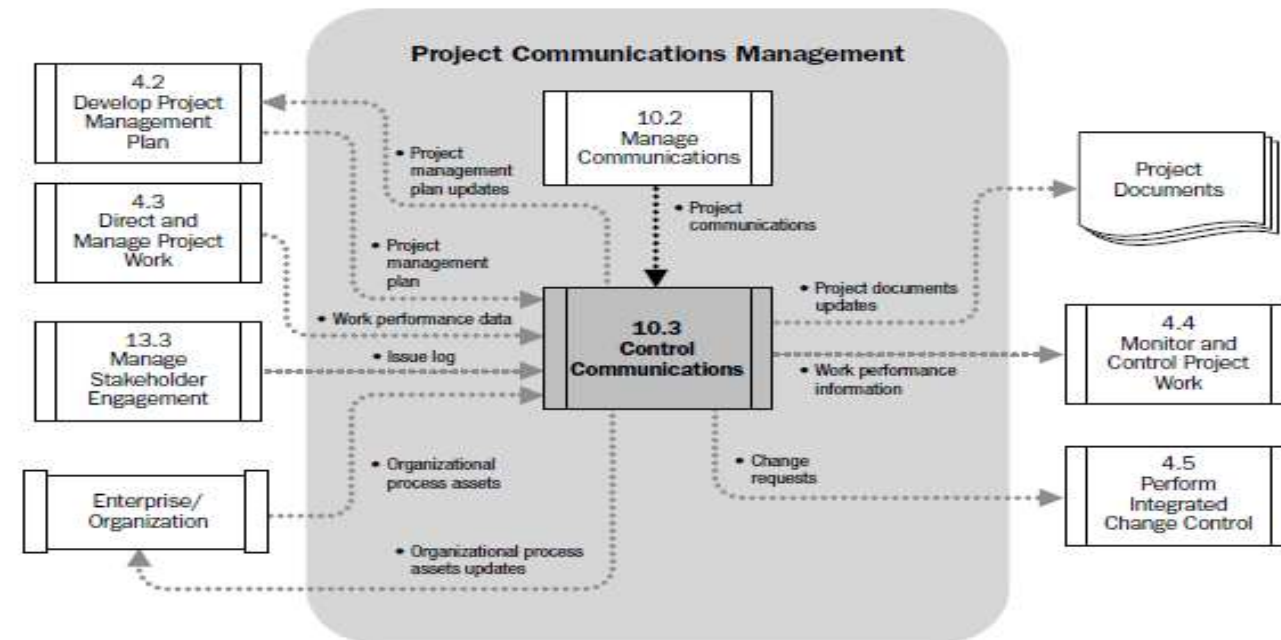 Project Communications Management
4.2
Develop Project
Management
Plan
10.2
Manage
Communications
• Project
management
plan updates
4.3
Direct and
Manage Project
Work
• Project
communications
Project
Documents
• Project
management
plan
• Project documents
updates
• Work performance data
10.3
Control
Communications
4.4
Monitor and
Control Project
Work
13.3
Manage
Stakeholder
Engagement
• Issue log
• Work performance
information
• Organizational
process assets
• Change
requests
4.5
Perform
Integrated
Change Control
Enterprise/
Organization
• Organizational process
assets updates